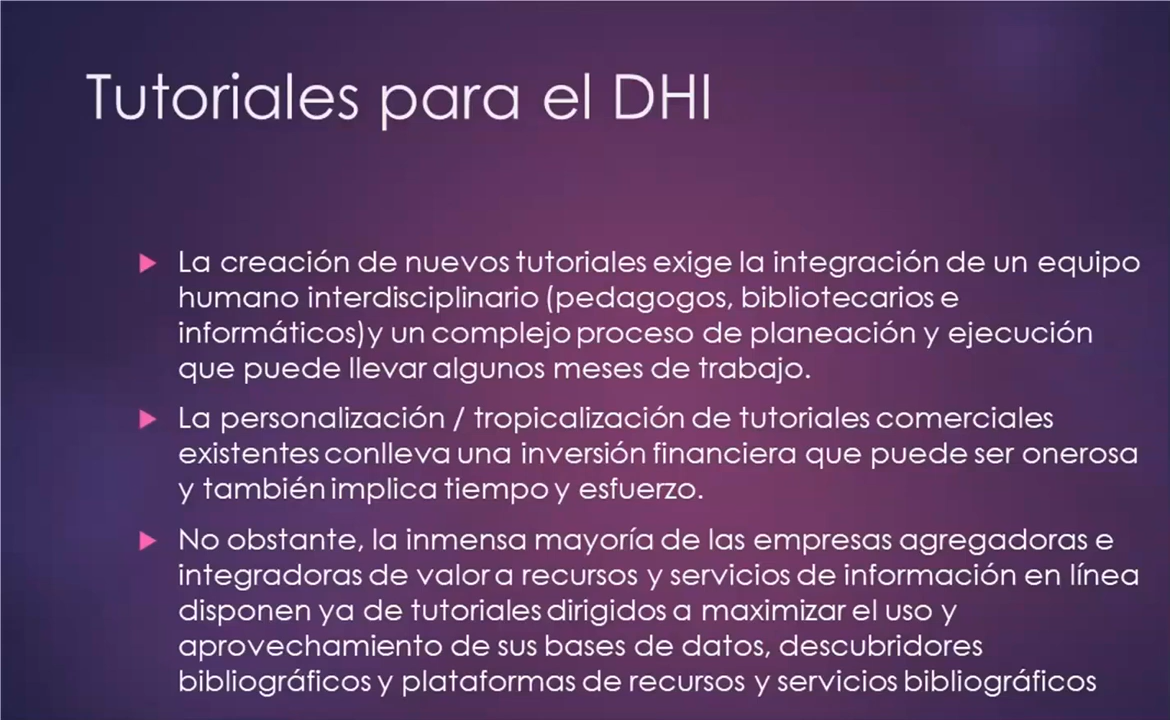 Tutoriales para el DHI
La creación de nuevos tutoriales exige la integración de un equipo
humano interdisciplinario (pedagogos, bibliotecarios e
informáticos)y un complejo proceso de planeación y ejecución
que puede llevar algunos meses de trabajo.
La personalización / tropicalización de tutoriales comerciales
existentes conlleva una inversión financiera que puede ser onerosa
y también implica tiempo y esfuerzo.
No obstante, la inmensa mayoría de las empresas agregadoras e
integradoras de valor a recursos y servicios de información en línea
disponen ya de tutoriales dirigidos a maximizar el uso y
aprovechamiento de sus bases de datos, descubridores
bibliográficos y plataformas de recursos y servicios bibliográficos